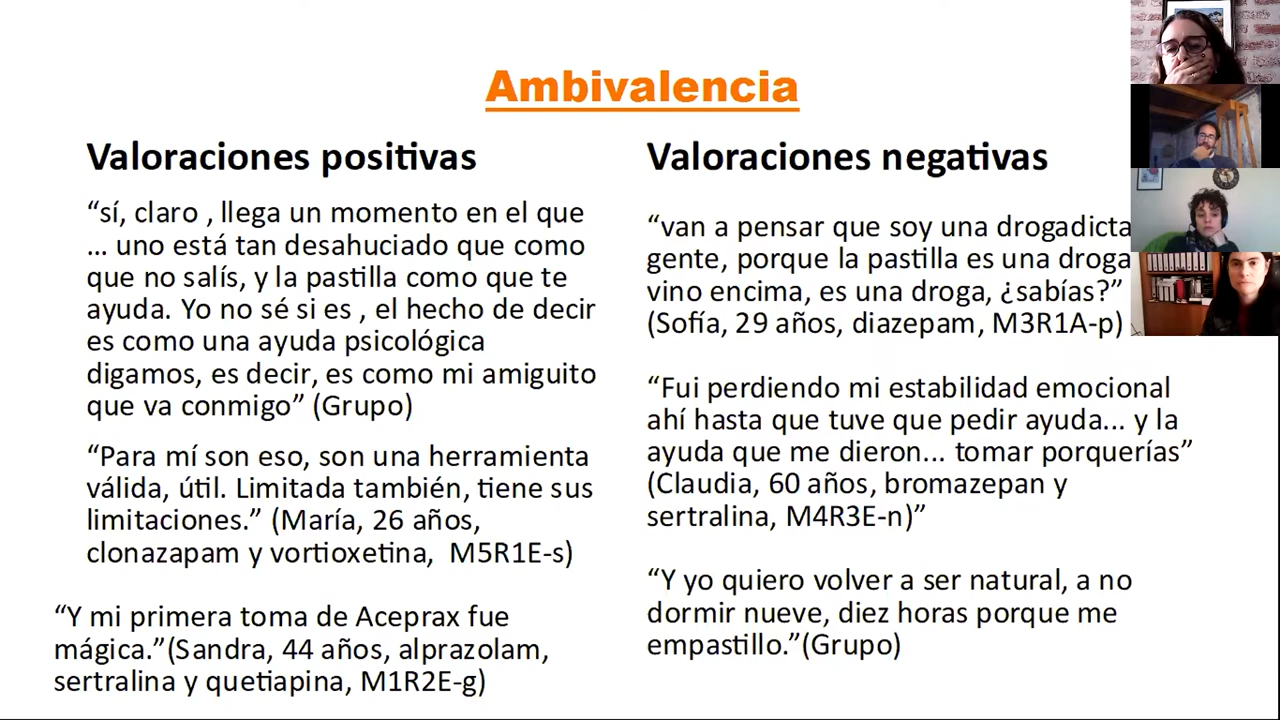 Ambivalencia
Valoraciones positivas
“sí, claro , llega un momento en el que
... uno está tan desahuciado que como
que no salís, y la pastilla como que te
ayuda. Yo no sé si es , el hecho de decir
es como una ayuda psicológica
digamos, es decir, es como mi amiguito
que va conmigo” (Grupo)
“Para mí son eso, son una herramienta
válida, útil. Limitada también, tiene sus
limitaciones.” (María, 26 años,
clonazapam y vortioxetina, M5R1E-s)
“Y mi primera toma de Aceprax fue
mágica.”(Sandra, 44 años, alprazolam,
sertralina y quetiapina, M1R2E-g)
Valoraciones negativas
“van a pensar que soy una drogadicta
gente, porque la pastilla es una droga
vino encima, es una droga, ¿sabías?”
(Sofía, 29 años, diazepam, M3R1A-p)
“Fui perdiendo mi estabilidad emocional
ahí hasta que tuve que pedir ayuda... y la
ayuda que me dieron... tomar porquerías”
(Claudia, 60 años, bromazepan y
sertralina, M4R3E-n)”
“Y yo quiero volver a ser natural, a no
dormir nueve, diez horas porque me
empastillo.”(Grupo)